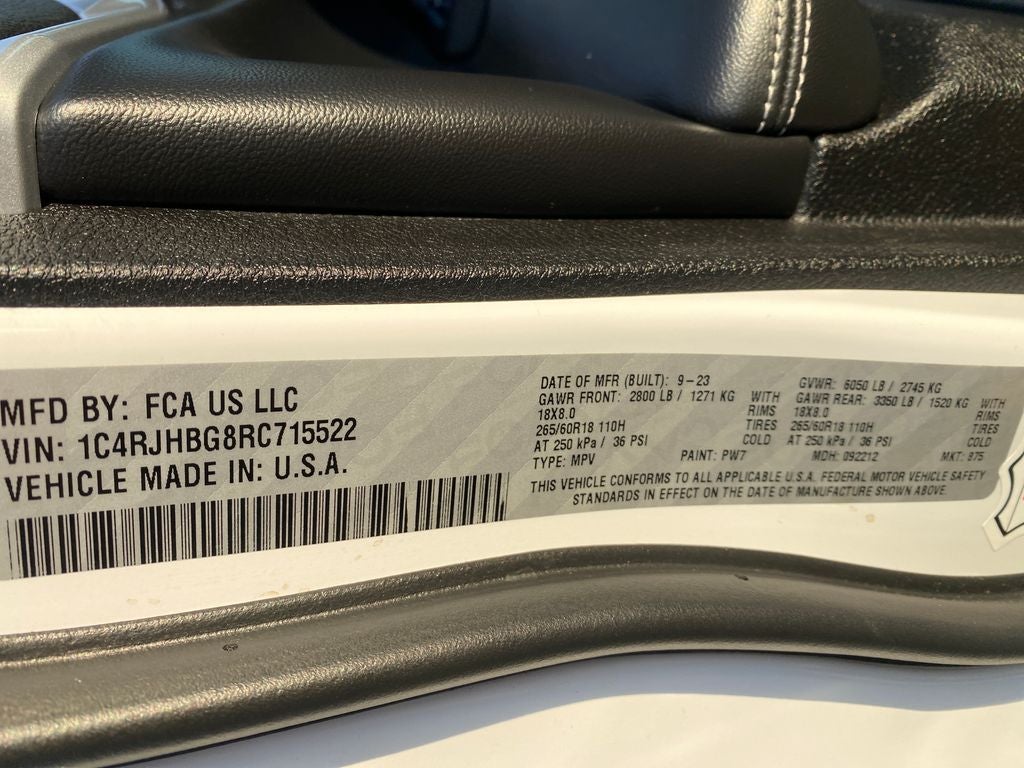 MFD BY: FCA US LLC
VIN: 1C4RJHBG8RC715522
VEHICLE MADE IN: U.S.A.
DATE OF MFR (BUILT): 9-23 GVWR: 6050 LB / 2745 KG
GAWR FRONT: 2800 LB / 1271 KG WITH GAWR REAR: 3350 LB / 1520 KG WITH
18X8.0 RIMS 18X8.0 RIMS
265/60R18 110H TIRES 265/60R18 110H TIRES
AT 250 kPa / 36 PSI COLD AT 250 kPa / 36 PSI COLD
TYPE: MPV PAINT: PW7 MDH: 092212 MKT: 875
THIS VEHICLE CONFORMS TO ALL APPLICABLE U.S.A. FEDERAL MOTOR VEHICLE SAFETY
STANDARDS IN EFFECT ON THE DATE OF MANUFACTURE SHOWN ABOVE.